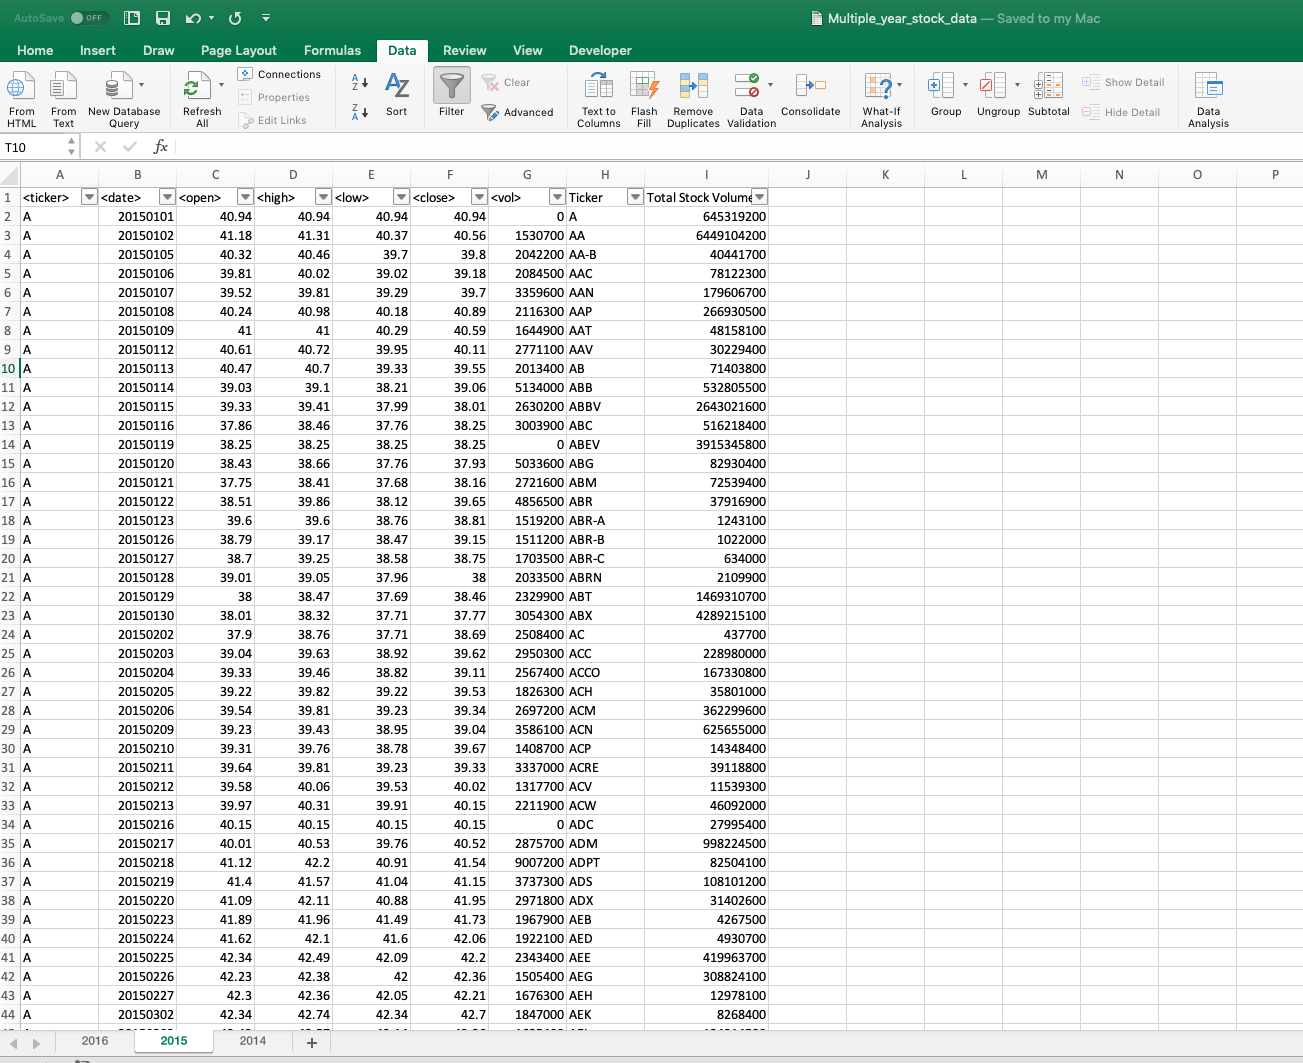 AutoSave OFF Multiple_year_stock_data — Saved to my Mac
Home Insert Draw Page Layout Formulas Data Review View Developer
From HTML From Text New Database Query Refresh All Connections Properties Edit Links Sort Filter Clear Advanced Text to Columns Flash Fill Remove Duplicates Data Validation Consolidate What-If Analysis Group Ungroup Subtotal Show Detail Hide Detail Data Analysis
T10 fx
A B C D E F G H I J K L M N O P
1 <ticker> <date> <open> <high> <low> <close> <vol> Ticker Total Stock Volume
2 A 20150101 40.94 40.94 40.94 40.94 0 A 645319200
3 A 20150102 41.18 41.31 40.37 40.56 1530700 AA 6449104200
4 A 20150105 40.32 40.46 39.7 39.8 2042200 AA-B 40441700
5 A 20150106 39.81 40.02 39.02 39.18 2084500 AAC 78122300
6 A 20150107 39.52 39.81 39.29 39.7 3359600 AAN 179606700
7 A 20150108 40.24 40.98 40.18 40.89 2116300 AAP 266930500
8 A 20150109 41 41 40.29 40.59 1644900 AAT 48158100
9 A 20150112 40.61 40.72 39.95 40.11 2771100 AAV 30229400
10 A 20150113 40.47 40.7 39.33 39.55 2013400 AB 71403800
11 A 20150114 39.03 39.1 38.21 39.06 5134000 ABB 532805500
12 A 20150115 39.33 39.41 37.99 38.01 2630200 ABBV 2643021600
13 A 20150116 37.86 38.46 37.76 38.25 3003900 ABC 516218400
14 A 20150119 38.25 38.25 38.25 38.25 0 ABEV 3915345800
15 A 20150120 38.43 38.66 37.76 37.93 5033600 ABG 82930400
16 A 20150121 37.75 38.41 37.68 38.16 2721600 ABM 72539400
17 A 20150122 38.51 39.86 38.12 39.65 4856500 ABR 37916900
18 A 20150123 39.6 39.6 38.76 38.81 1519200 ABR-A 1243100
19 A 20150126 38.79 39.17 38.47 39.15 1511200 ABR-B 1022000
20 A 20150127 38.7 39.25 38.58 38.75 1703500 ABR-C 634000
21 A 20150128 39.01 39.05 37.96 38 2033500 ABRN 2109900
22 A 20150129 38 38.47 37.69 38.46 2329900 ABT 1469310700
23 A 20150130 38.01 38.32 37.71 37.77 3054300 ABX 4289215100
24 A 20150202 37.9 38.76 37.71 38.69 2508400 AC 437700
25 A 20150203 39.04 39.63 38.92 39.62 2950300 ACC 228980000
26 A 20150204 39.33 39.46 38.82 39.11 2567400 ACCO 167330800
27 A 20150205 39.22 39.82 39.22 39.53 1826300 ACH 35801000
28 A 20150206 39.54 39.81 39.23 39.34 2697200 ACM 362299600
29 A 20150209 39.23 39.43 38.95 39.04 3586100 ACN 625655000
30 A 20150210 39.31 39.76 38.78 39.67 1408700 ACP 14348400
31 A 20150211 39.64 39.81 39.23 39.33 3337000 ACRE 39118800
32 A 20150212 39.58 40.06 39.53 40.02 1317700 ACV 11539300
33 A 20150213 39.97 40.31 39.91 40.15 2211900 ACW 46092000
34 A 20150216 40.15 40.15 40.15 40.15 0 ADC 27995400
35 A 20150217 40.01 40.53 39.76 40.52 2875700 ADM 998224500
36 A 20150218 41.12 42.2 40.91 41.54 9007200 ADPT 82504100
37 A 20150219 41.4 41.57 41.04 41.15 3737300 ADS 108101200
38 A 20150220 41.09 42.11 40.88 41.95 2971800 ADX 31402600
39 A 20150223 41.89 41.96 41.49 41.73 1967900 AEB 4267500
40 A 20150224 41.62 42.1 41.6 42.06 1922100 AED 4930700
41 A 20150225 42.34 42.49 42.09 42.2 2343400 AEE 419963700
42 A 20150226 42.23 42.38 42 42.36 1505400 AEG 308824100
43 A 20150227 42.3 42.36 42.05 42.21 1676300 AEH 12978100
44 A 20150302 42.34 42.74 42.34 42.7 1847000 AEK 8268400
2016 2015 2014 +